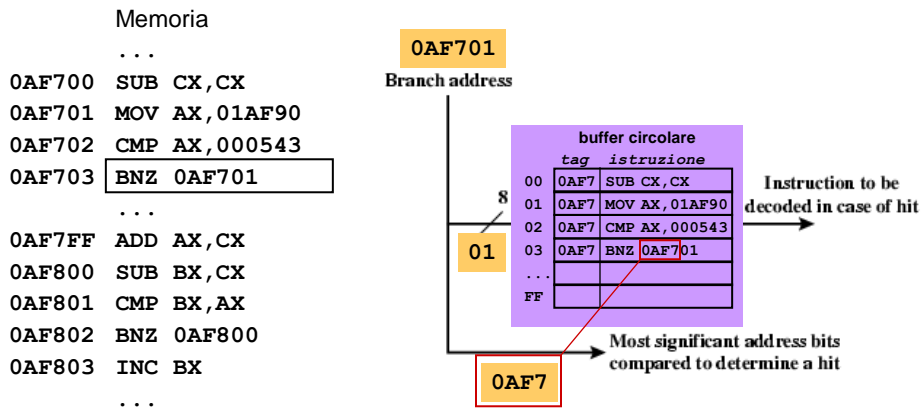 Memoria
...
0AF700 SUB CX,CX
0AF701 MOV AX,01AF90
0AF702 CMP AX,000543
0AF703 BNZ 0AF701
...
0AF7FF ADD AX,CX
0AF800 SUB BX,CX
0AF801 CMP BX,AX
0AF802 BNZ 0AF800
0AF803 INC BX
...
0AF701
Branch address
8
01
buffer circolare
tag istruzione
00 0AF7 SUB CX,CX
01 0AF7 MOV AX,01AF90
02 0AF7 CMP AX,000543
03 0AF7 BNZ 0AF701
...
FF
Instruction to be
decoded in case of hit
Most significant address bits
compared to determine a hit
0AF7